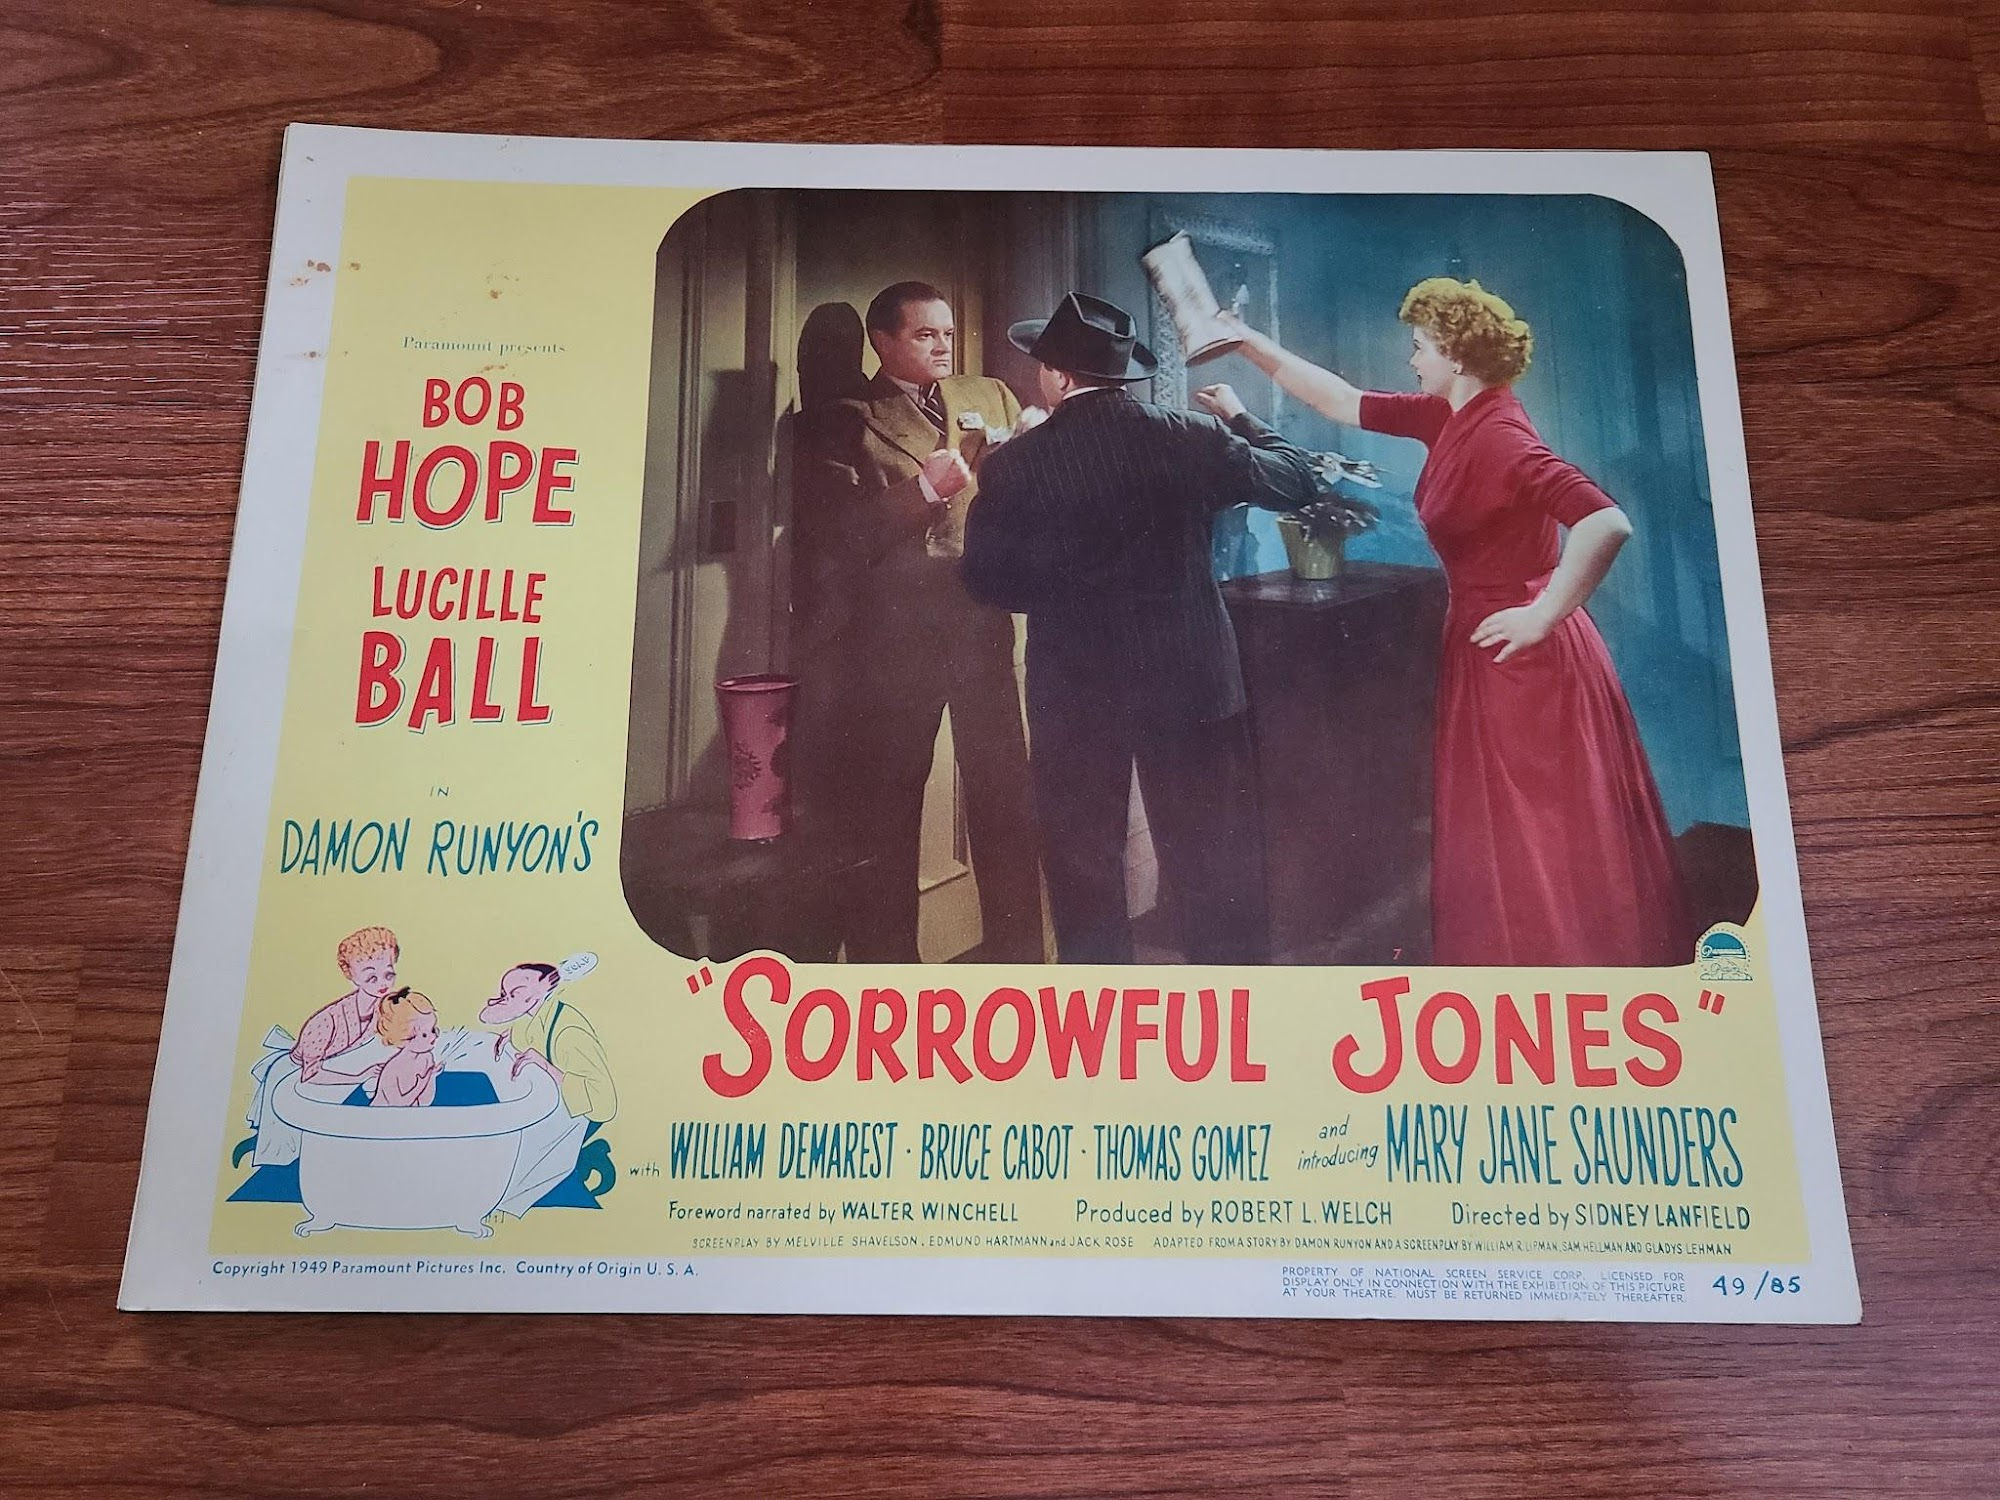 Paramount presents
BOB
HOPE
LUCILLE
BALL
IN
DAMON RUNYON'S
7
Paramount
"SORROWFUL JONES"
with WILLIAM DEMAREST · BRUCE CABOT · THOMAS GOMEZ and introducing MARY JANE SAUNDERS
Foreword narrated by WALTER WINCHELL Produced by ROBERT L. WELCH Directed by SIDNEY LANFIELD
SCREENPLAY BY MELVILLE SHAVELSON, EDMUND HARTMANN and JACK ROSE ADAPTED FROM A STORY BY DAMON RUNYON AND A SCREENPLAY BY WILLIAM R. LIPMAN, SAM HELLMAN AND GLADYS LEHMAN
Copyright 1949 Paramount Pictures Inc. Country of Origin U. S. A.
PROPERTY OF NATIONAL SCREEN SERVICE CORP. LICENSED FOR
DISPLAY ONLY IN CONNECTION WITH THE EXHIBITION OF THIS PICTURE
AT YOUR THEATRE. MUST BE RETURNED IMMEDIATELY THEREAFTER.
49/85